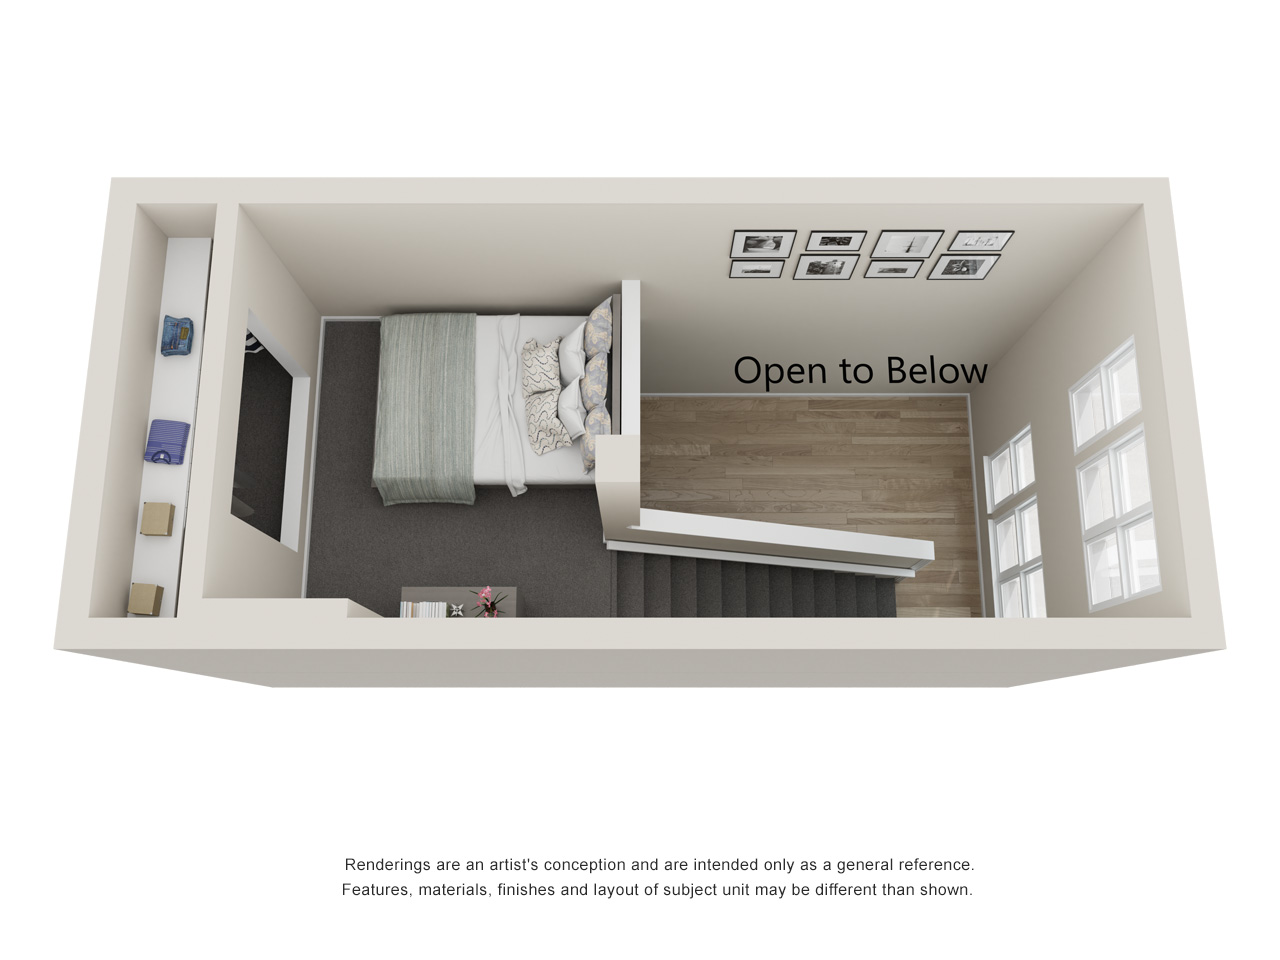 Open to Below
Renderings are an artist's conception and are intended only as a general reference.
Features, materials, finishes and layout of subject unit may be different than shown.